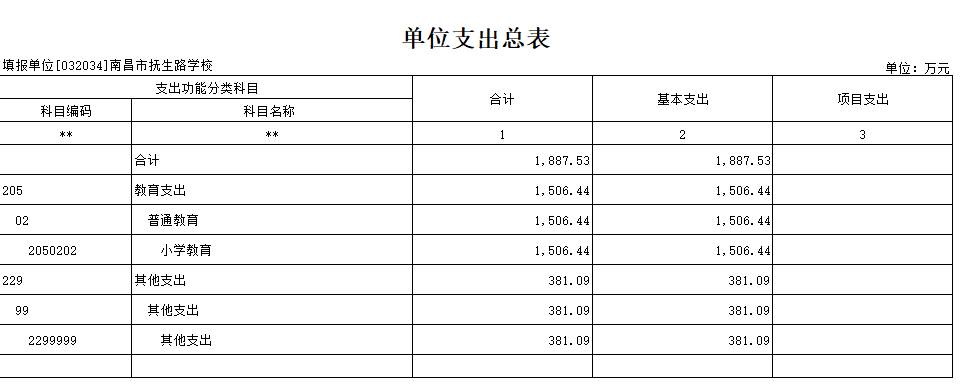 单位支出总表
填报单位[032034]南昌市抚生路学校 单位：万元
支出功能分类科目 合计 基本支出 项目支出
科目编码 科目名称
** ** 1 2 3
合计 1,887.53 1,887.53
205 教育支出 1,506.44 1,506.44
02 普通教育 1,506.44 1,506.44
2050202 小学教育 1,506.44 1,506.44
229 其他支出 381.09 381.09
99 其他支出 381.09 381.09
2299999 其他支出 381.09 381.09